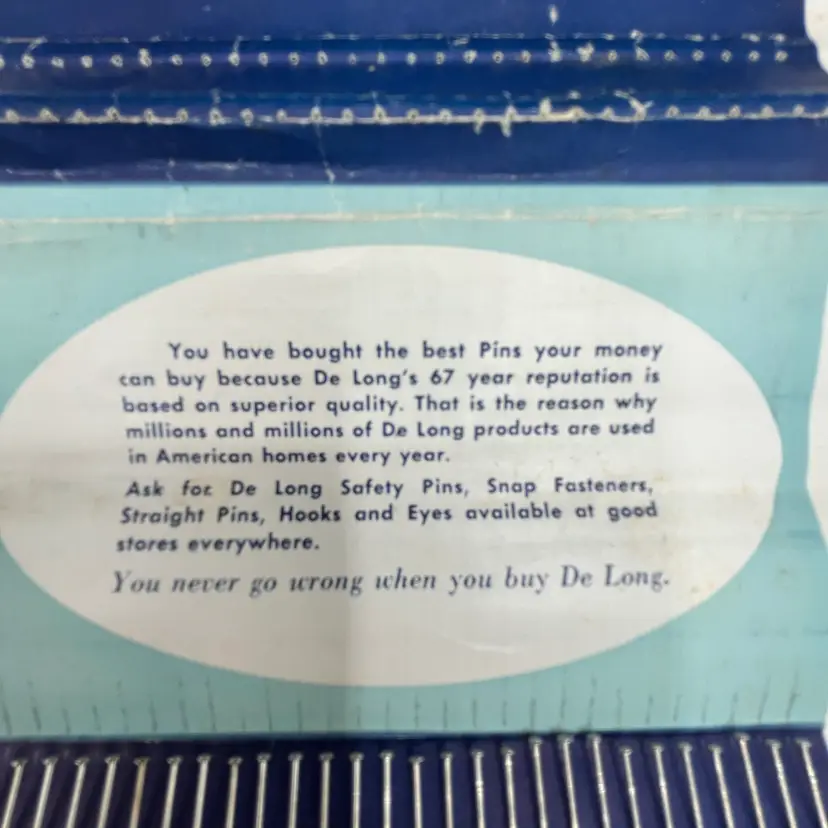 You have bought the best Pins your money
can buy because De Long's 67 year reputation is
based on superior quality. That is the reason why
millions and millions of De Long products are used
in American homes every year.
Ask for De Long Safety Pins, Snap Fasteners,
Straight Pins, Hooks and Eyes available at good
stores everywhere.
You never go wrong when you buy De Long.